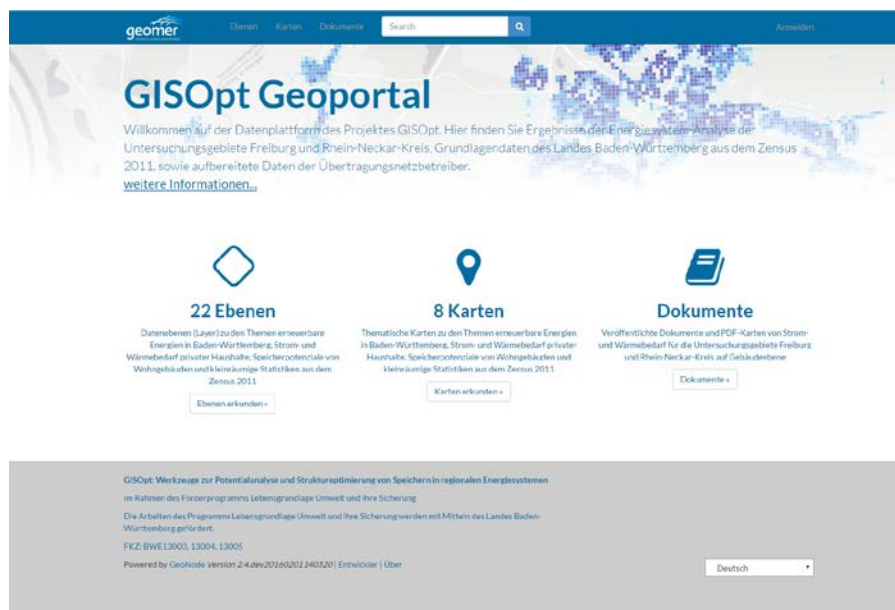 geomer
Ebenen Karten Dokumente Search Anmelden
GISOpt Geoportal
Willkommen auf der Datenplattform des Projektes GISOpt. Hier finden Sie Ergebnisse der Energiesystem-Analyse der
Untersuchungsgebiete Freiburg und Rhein-Neckar-Kreis, Grundlagendaten des Landes Baden-Württemberg aus dem Zensus
2011, sowie aufbereitete Daten der Übertragungsnetzbetreiber.
weitere Informationen...
22 Ebenen
Datenebenen (Layer) zu den Themen erneuerbare
Energien in Baden-Württemberg, Strom- und
Wärmebedarf privater Haushalte, Speicherpotenziale von
Wohngebäuden und kleinräumige Statistiken aus dem
Zensus 2011
Ebenen erkunden »
8 Karten
Thematische Karten zu den Themen erneuerbare Energien
in Baden-Württemberg, Strom- und Wärmebedarf privater
Haushalte, Speicherpotenziale von Wohngebäuden und
kleinräumige Statistiken aus dem Zensus 2011
Karten erkunden »
Dokumente
Veröffentlichte Dokumente und PDF-Karten von Strom-
und Wärmebedarf für die Untersuchungsgebiete Freiburg
und Rhein-Neckar-Kreis auf Gebäudeebene
Dokumente »
GISOpt: Werkzeuge zur Potentialanalyse und Strukturoptimierung von Speichern in regionalen Energiesystemen
im Rahmen des Förderprogramms Lebensgrundlage Umwelt und ihre Sicherung
Die Arbeiten des Programms Lebensgrundlage Umwelt und ihre Sicherung werden mit Mitteln des Landes Baden-
Württemberg gefördert.
FKZ: BWE13003, 13004, 13005
Powered by GeoNode Version 2.4.dev20160201140320 | Entwickler | Über
Deutsch